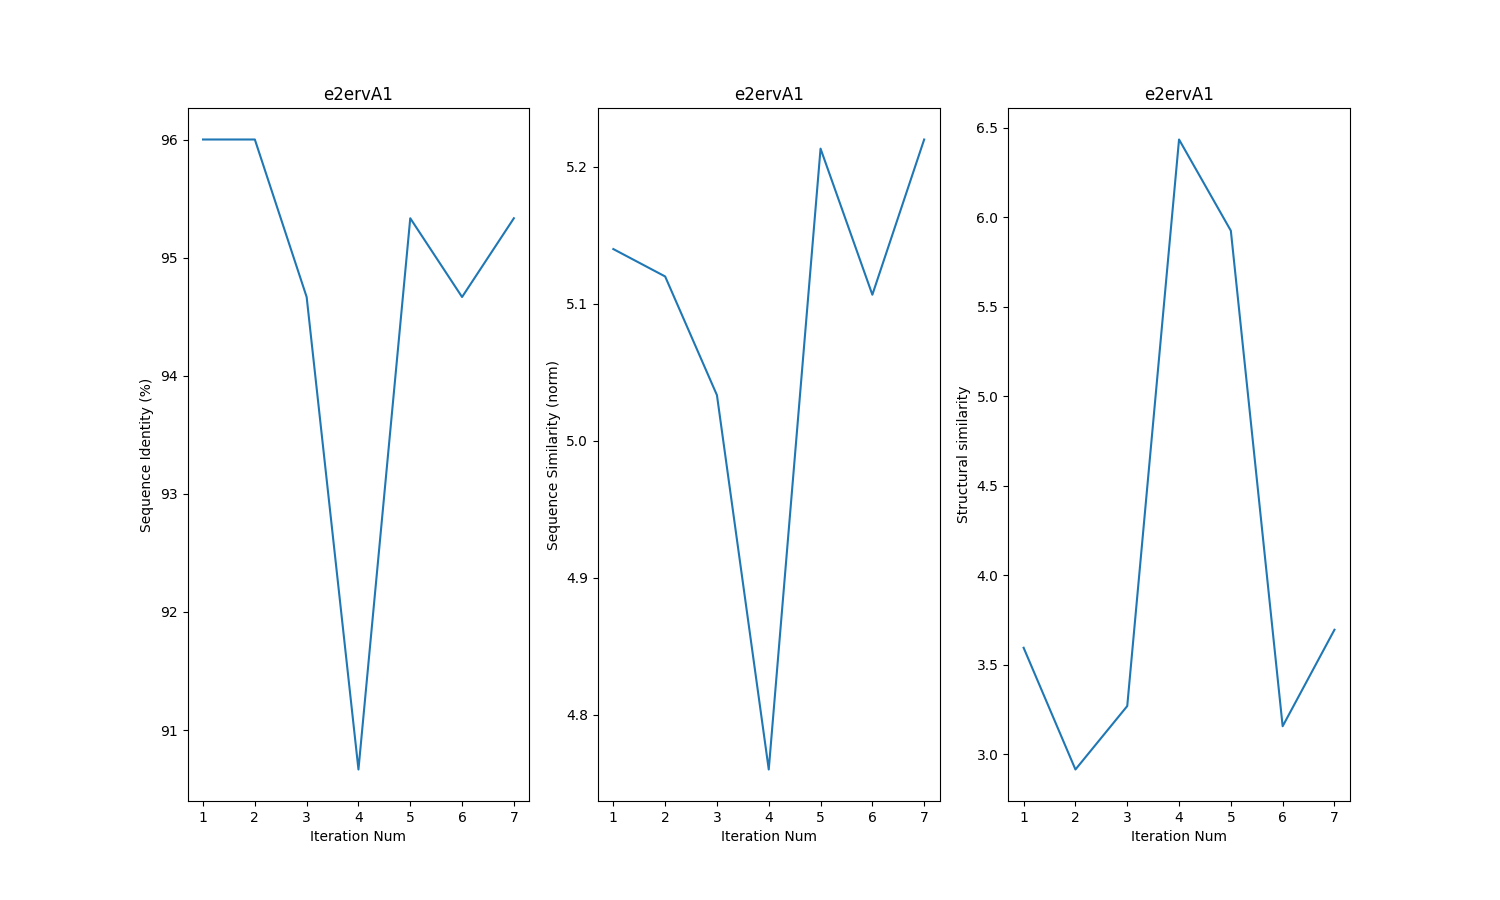 e2ervA1
Sequence Identity (%)
96
95
94
93
92
91
1 2 3 4 5 6 7
Iteration Num
e2ervA1
Sequence Similarity (norm)
5.2
5.1
5.0
4.9
4.8
1 2 3 4 5 6 7
Iteration Num
e2ervA1
Structural similarity
6.5
6.0
5.5
5.0
4.5
4.0
3.5
3.0
1 2 3 4 5 6 7
Iteration Num